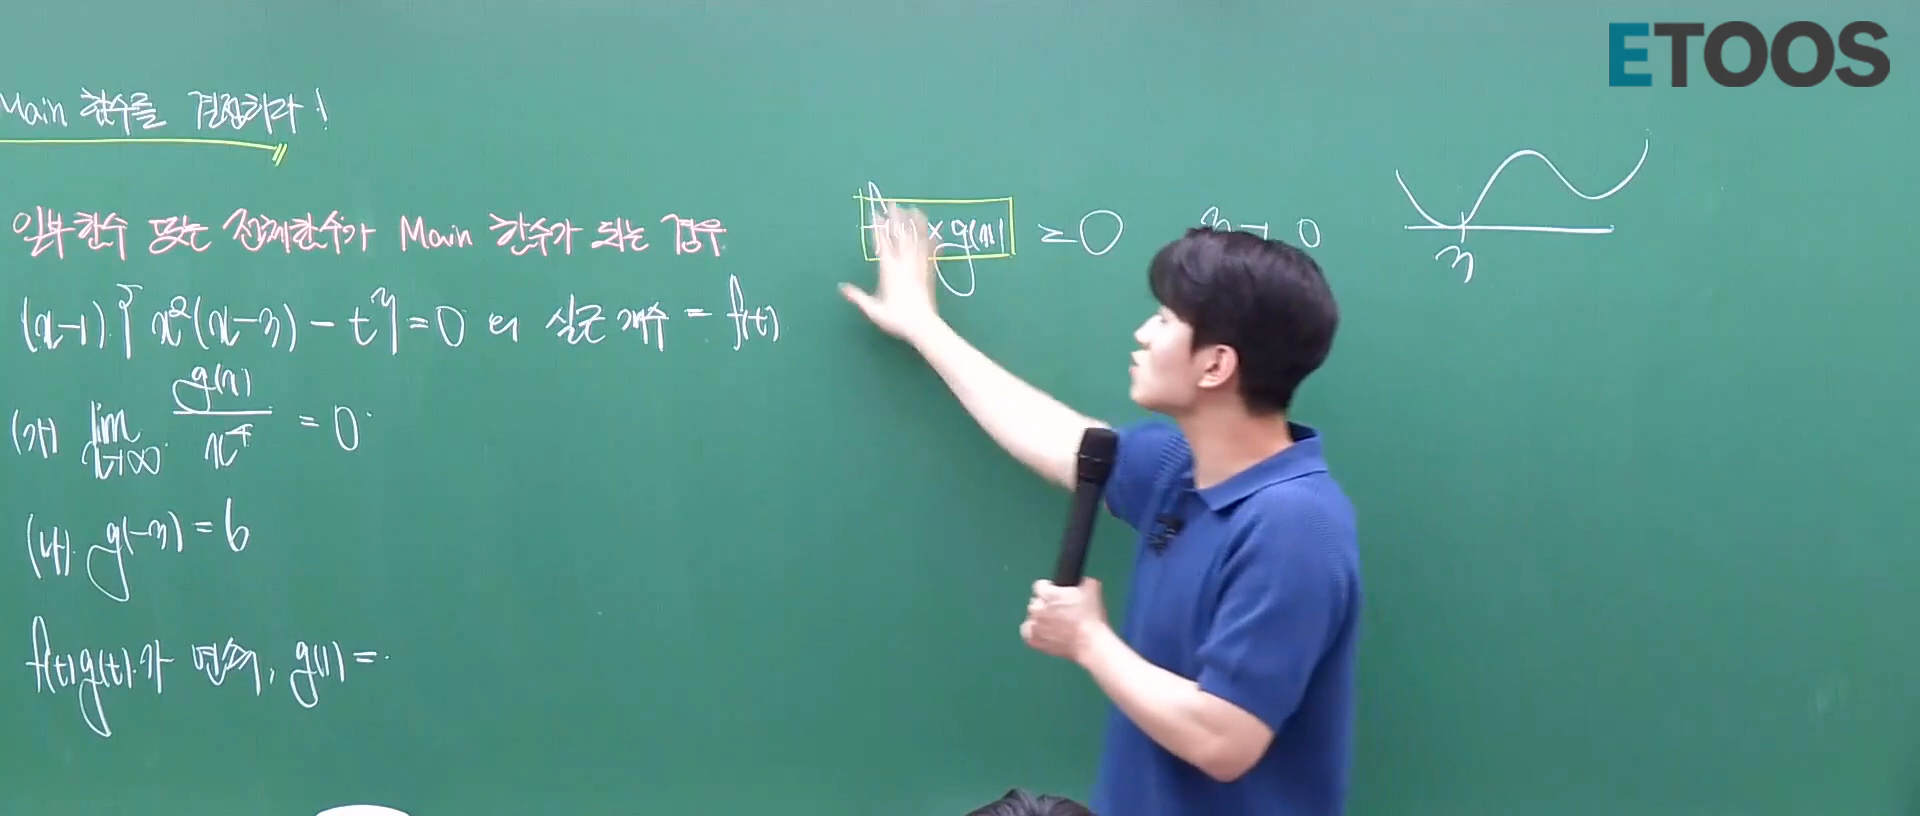 ETOOS
Main 함수를 결정하라!
일부함수 또는 전체함수가 Main 함수가 되는 경우
(x-1){x²(x-3)-t}=0 의 실근 개수 = f(t)
(가) lim x→∞ g(x)/x⁴ = 0
(나) g(-3)=6
f(t)g(t)가 연속, g(1)=
×g(x) ≥0
3